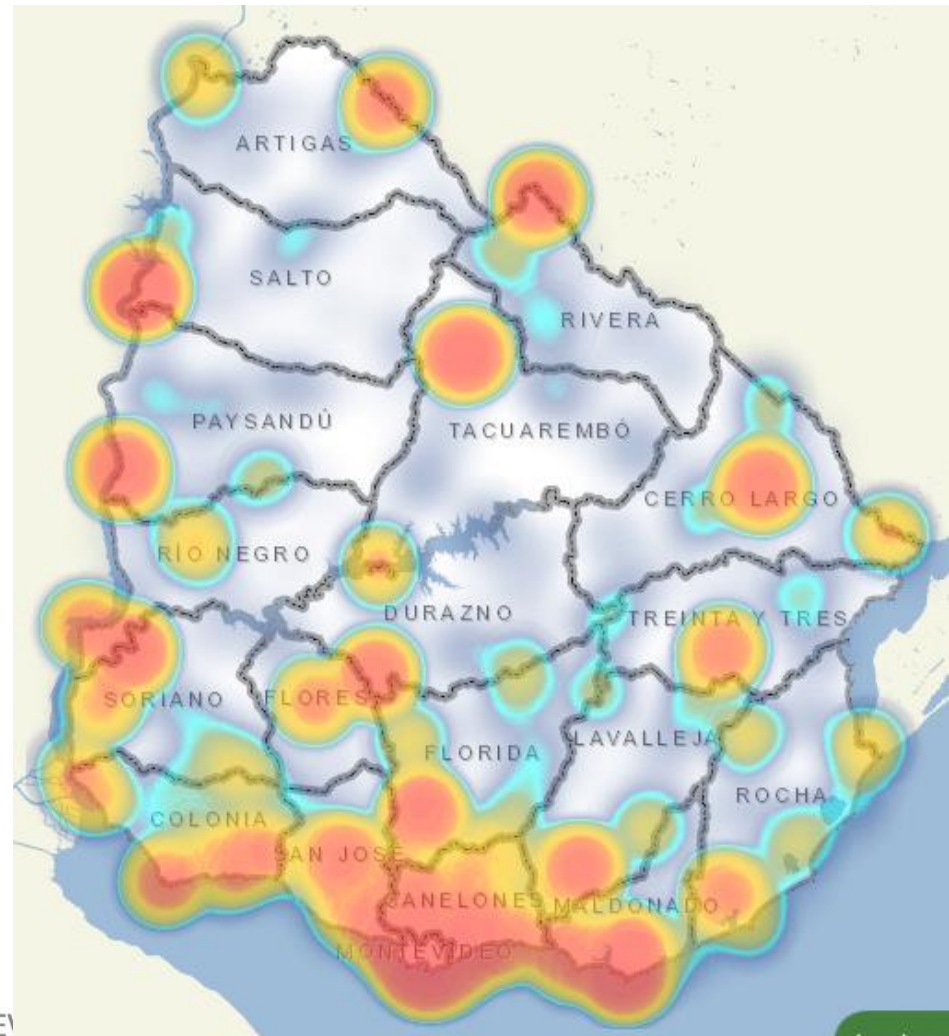 ARTIGAS
SALTO
RIVERA
PAYSANDÚ
TACUAREMBÓ
CERRO LARGO
RÍO NEGRO
DURAZNO
TREINTA Y TRES
SORIANO
FLORES
FLORIDA
LAVALLEJA
ROCHA
COLONIA
SAN JOSÉ
CANELONES
MALDONADO
MONTEVIDEO